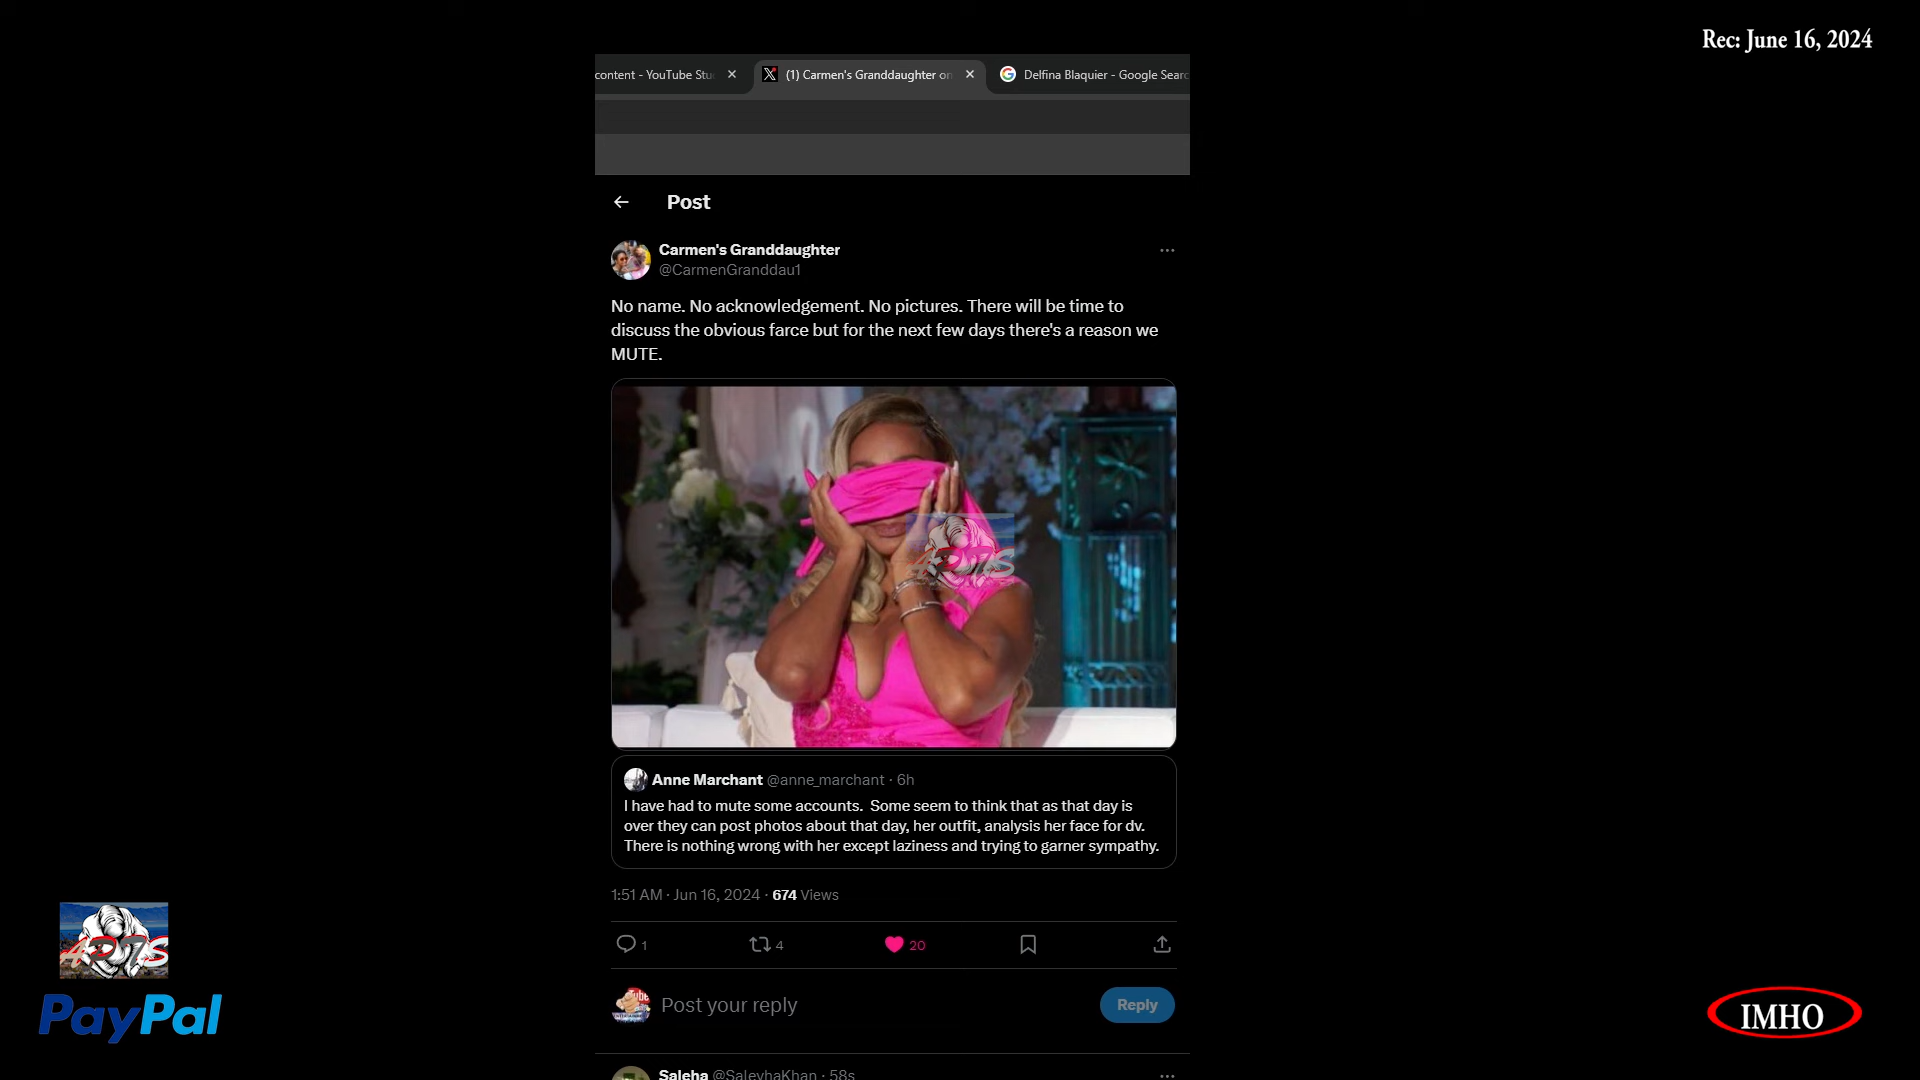 Rec: June 16, 2024
content - YouTube Stu
(1) Carmen's Granddaughter on
Delfina Blaquier - Google Searc
Post
Carmen's Granddaughter
@CarmenGranddau1
No name. No acknowledgement. No pictures. There will be time to
discuss the obvious farce but for the next few days there's a reason we
MUTE.
Anne Marchant @anne_marchant · 6h
I have had to mute some accounts.  Some seem to think that as that day is
over they can post photos about that day, her outfit, analysis her face for dv.
There is nothing wrong with her except laziness and trying to garner sympathy.
1:51 AM · Jun 16, 2024 · 674 Views
1
4
20
Post your reply
Reply
Saleha @SaleyhaKhan · 58s
PayPal
IMHO